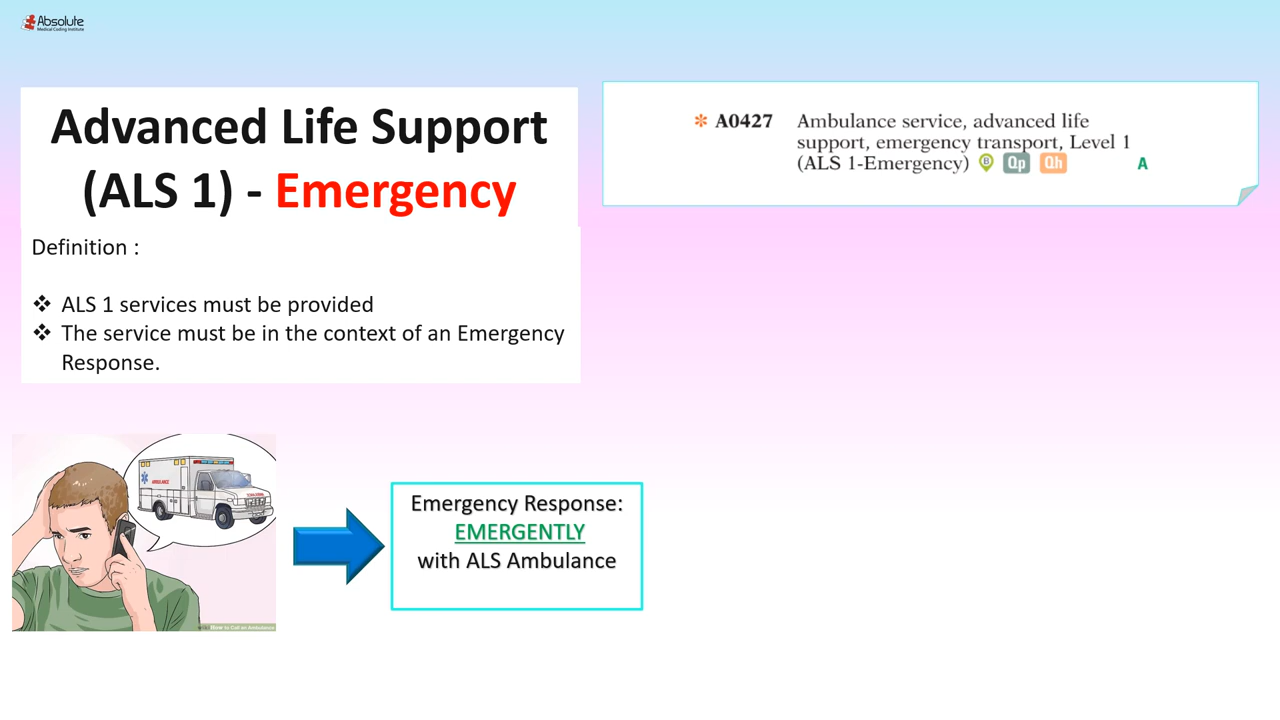 Absolute
Medical Coding Institute
Advanced Life Support
(ALS 1) - Emergency
Definition :
❖ ALS 1 services must be provided
❖ The service must be in the context of an Emergency
Response.
✻ A0427 Ambulance service, advanced life
support, emergency transport, Level 1
(ALS 1-Emergency) B Qp Qh A
AMBULANCE
How to Call an Ambulance
Emergency Response:
EMERGENTLY
with ALS Ambulance